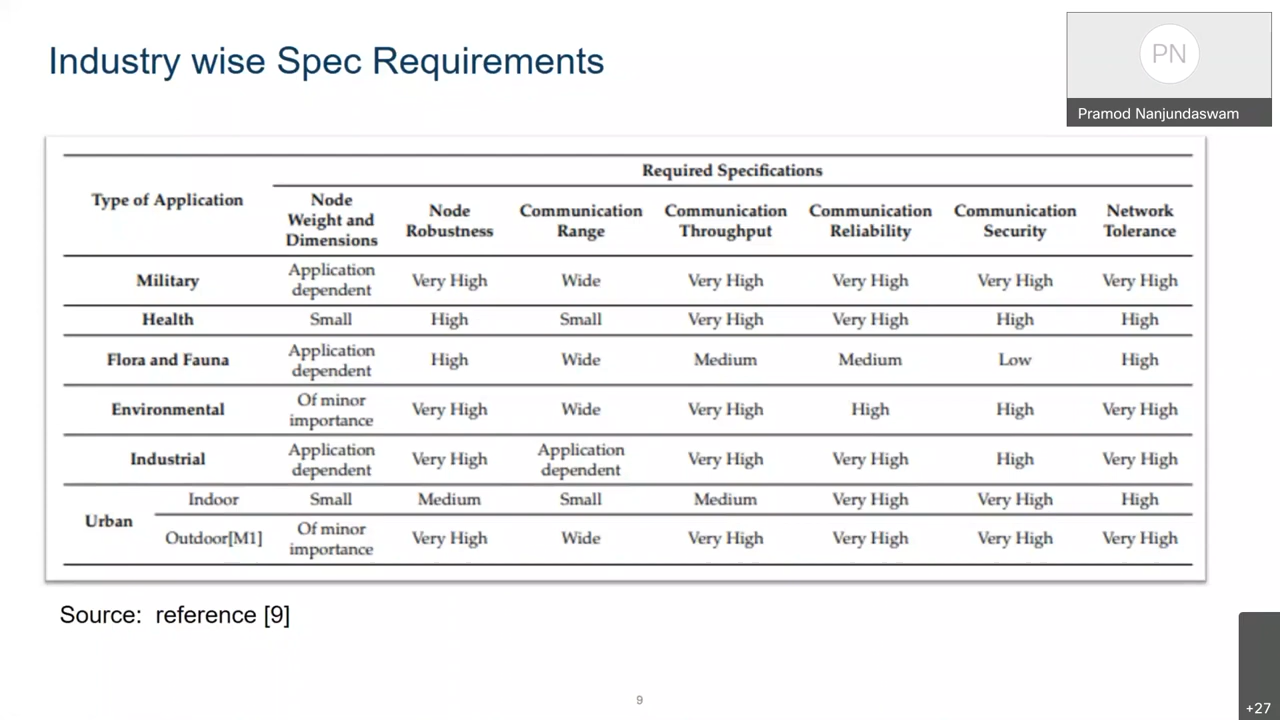 Industry wise Spec Requirements
PN
Pramod Nanjundaswam
Required Specifications
Type of Application
Node Weight and Dimensions
Node Robustness
Communication Range
Communication Throughput
Communication Reliability
Communication Security
Network Tolerance
Military Application dependent Very High Wide Very High Very High Very High Very High
Health Small High Small Very High Very High High High
Flora and Fauna Application dependent High Wide Medium Medium Low High
Environmental Of minor importance Very High Wide Very High High High Very High
Industrial Application dependent Very High Application dependent Very High Very High High Very High
Urban
Indoor Small Medium Small Medium Very High Very High High
Outdoor[M1] Of minor importance Very High Wide Very High Very High Very High Very High
Source: reference [9]
9
+27